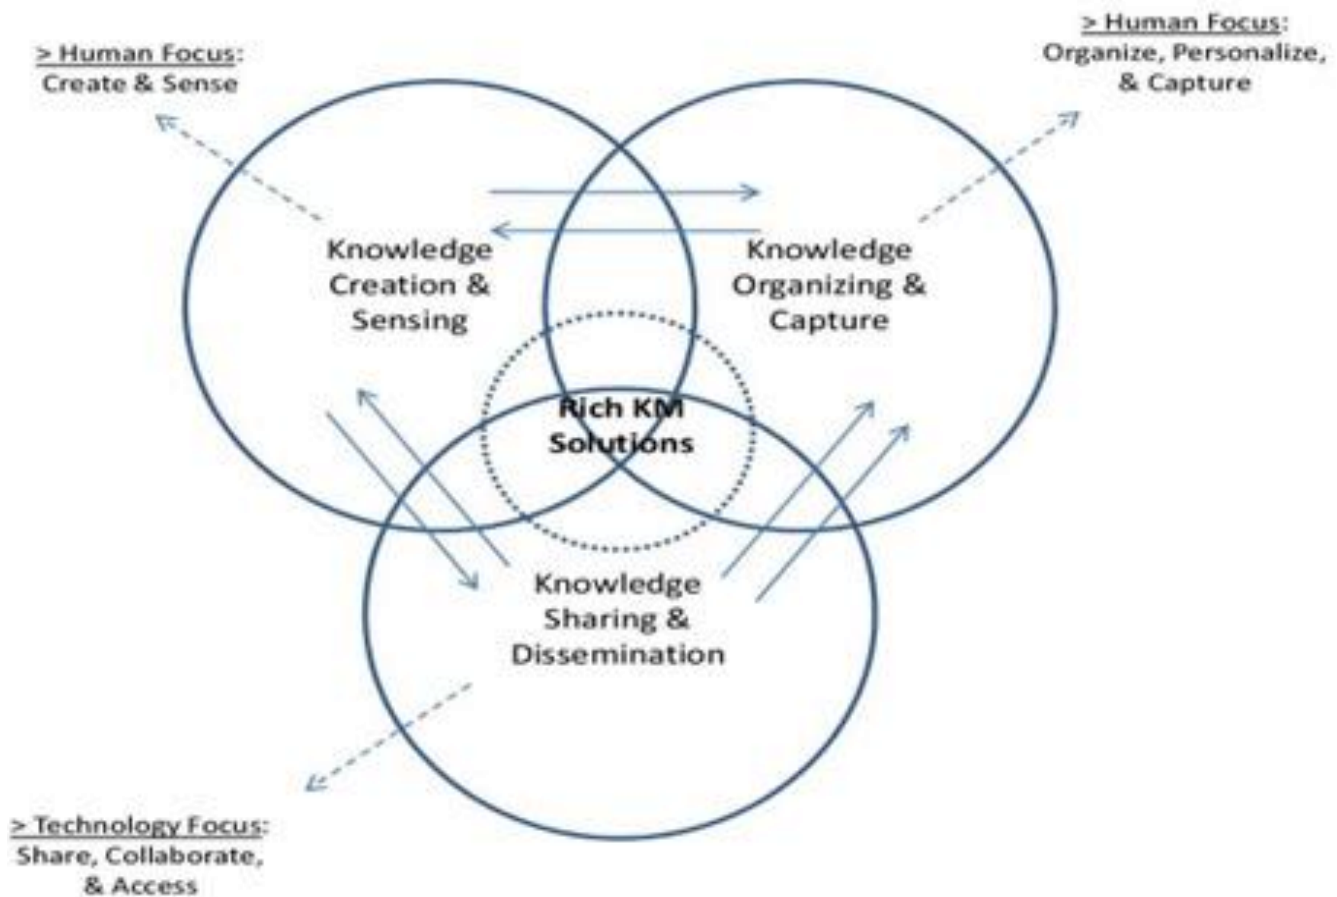 > Human Focus:
Create & Sense
> Human Focus:
Organize, Personalize,
& Capture
Knowledge
Creation &
Sensing
Knowledge
Organizing &
Capture
Rich KM
Solutions
Knowledge
Sharing &
Dissemination
> Technology Focus:
Share, Collaborate,
& Access